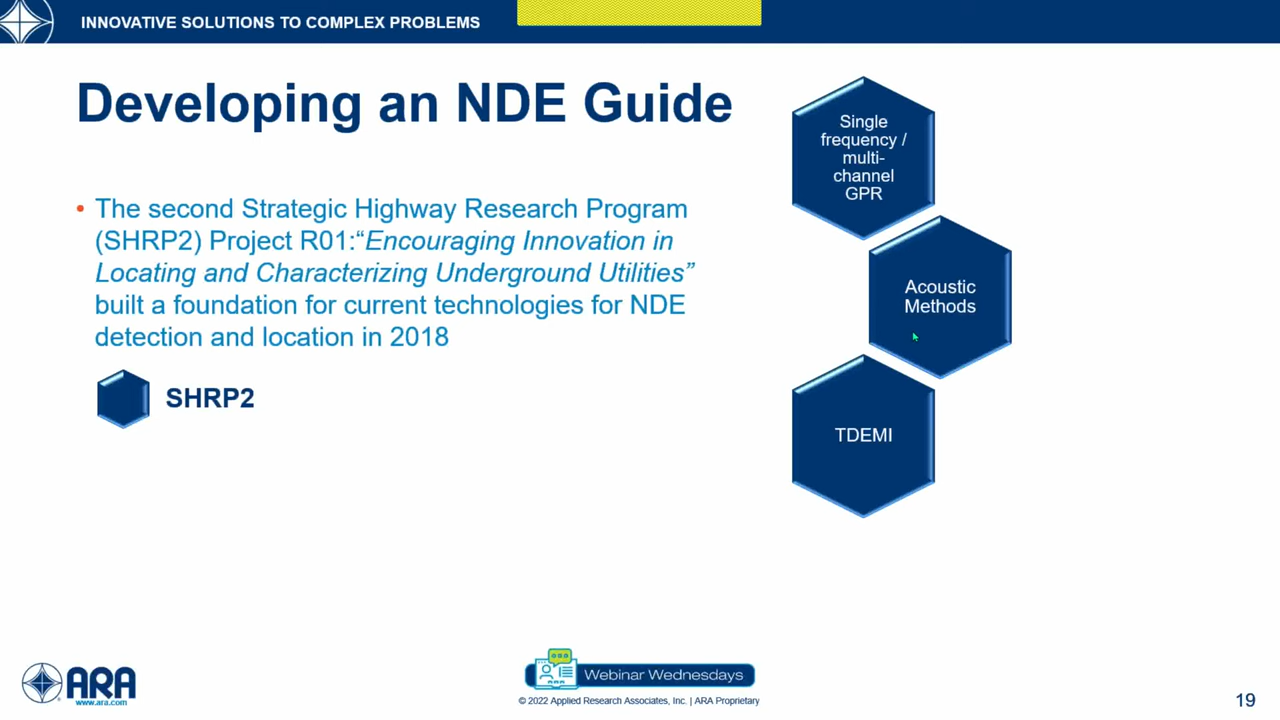 INNOVATIVE SOLUTIONS TO COMPLEX PROBLEMS
Developing an NDE Guide
• The second Strategic Highway Research Program
(SHRP2) Project R01:“Encouraging Innovation in
Locating and Characterizing Underground Utilities”
built a foundation for current technologies for NDE
detection and location in 2018
SHRP2
Single
frequency /
multi-
channel
GPR
Acoustic
Methods
TDEMI
ARA
www.ara.com
Webinar Wednesdays
© 2022 Applied Research Associates, Inc. | ARA Proprietary
19